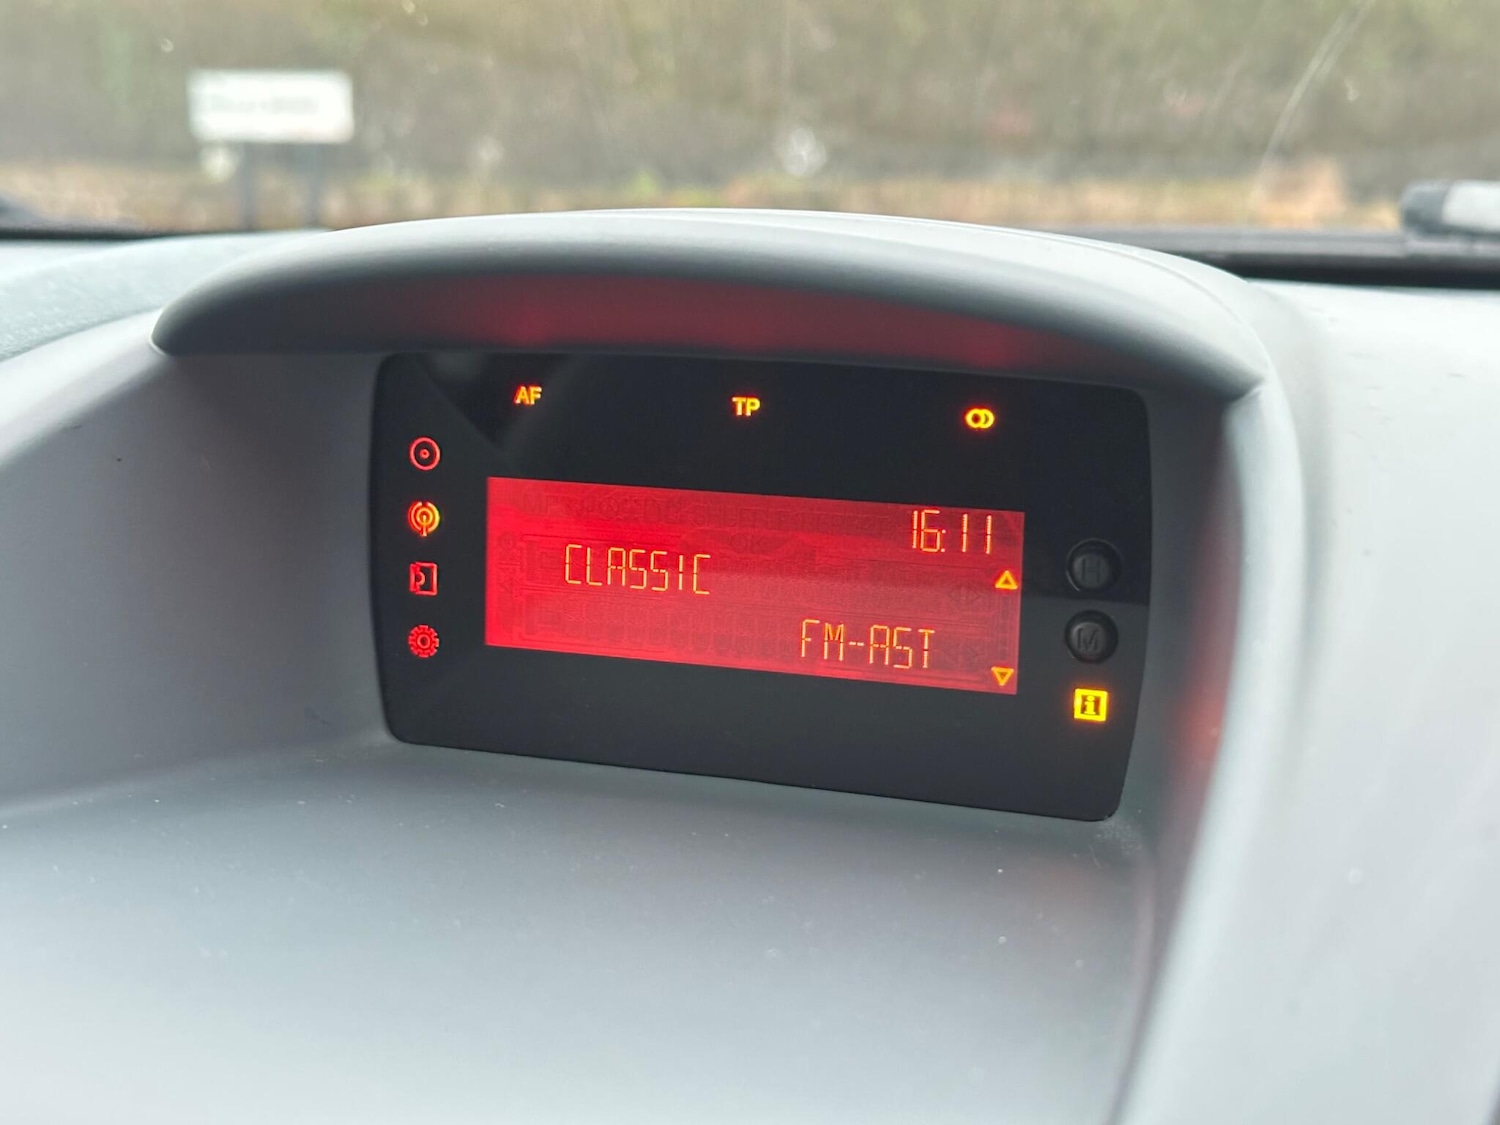 AF TP
16:11
CLASSIC
FM-AST
H
M
i